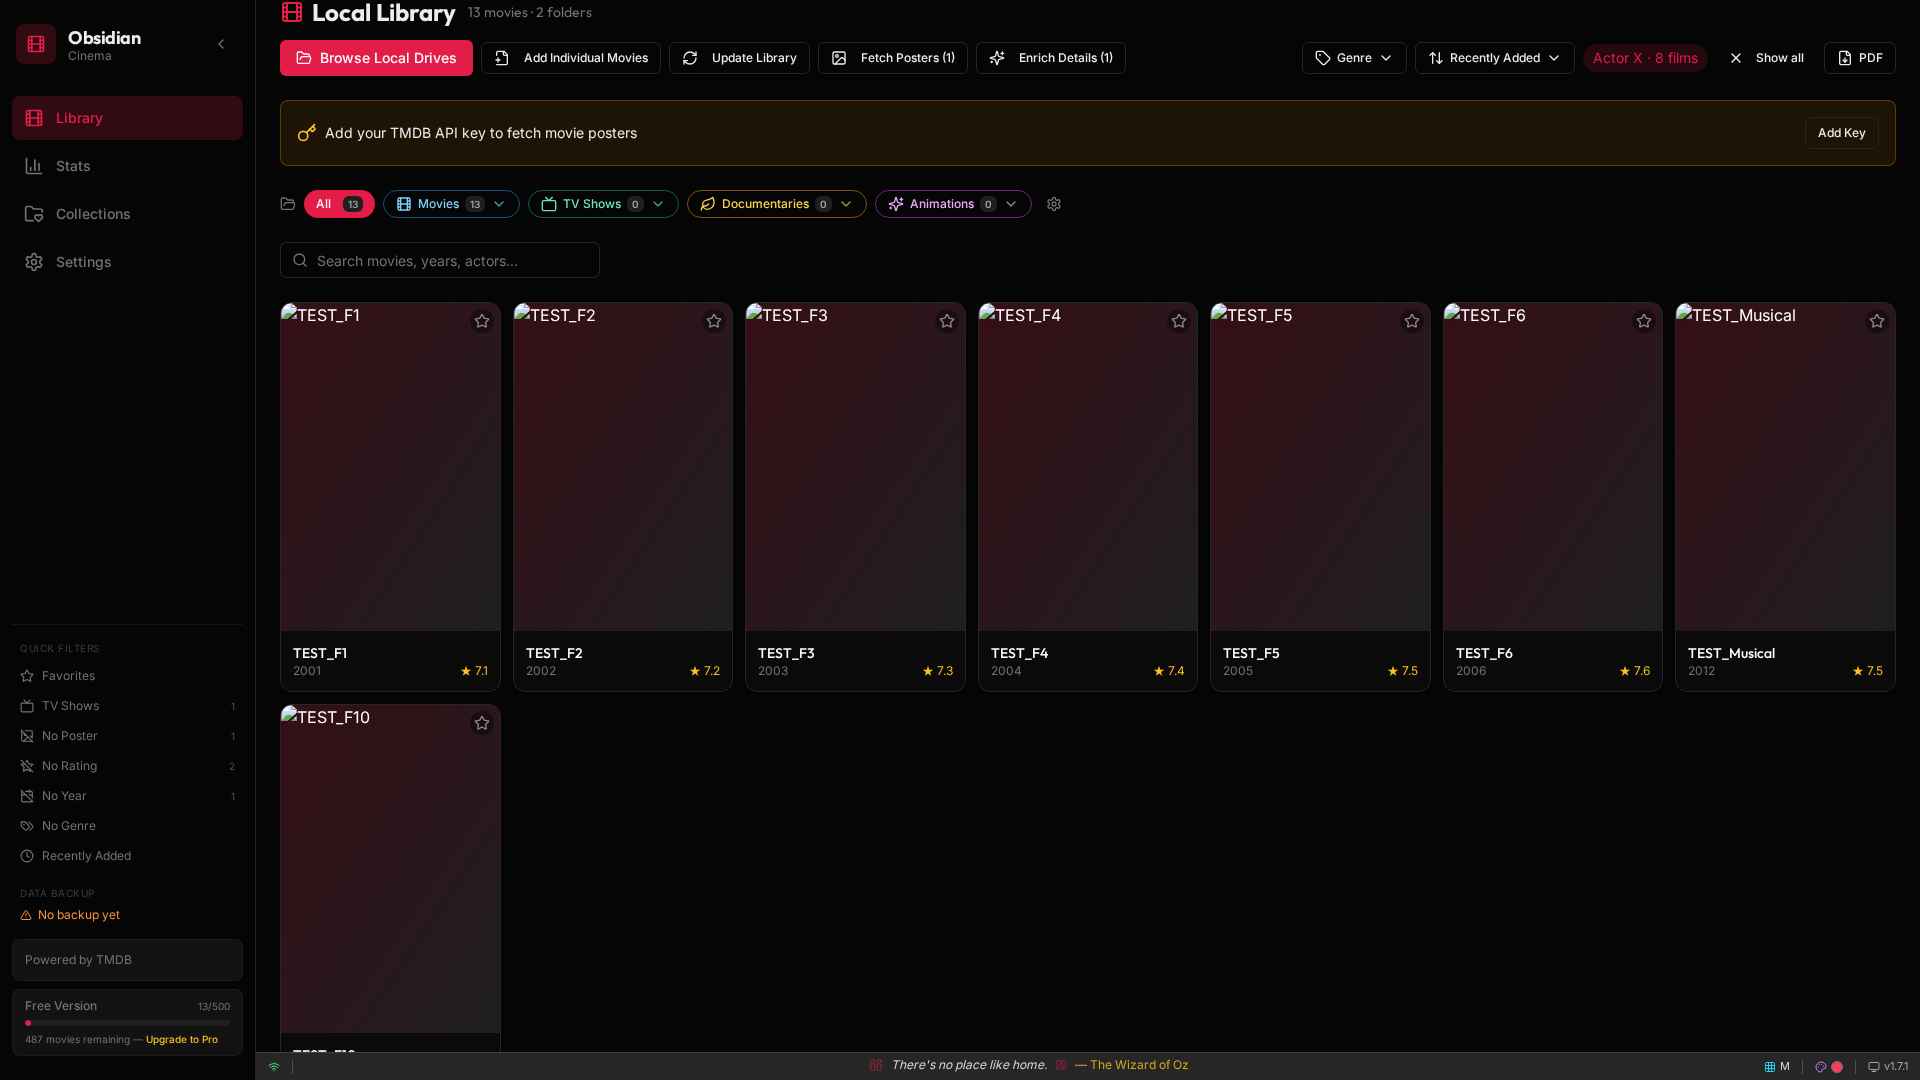 Obsidian
Cinema
Library
Stats
Collections
Settings
QUICK FILTERS
Favorites
TV Shows 1
No Poster 1
No Rating 2
No Year 1
No Genre
Recently Added
DATA BACKUP
No backup yet
Powered by TMDB
Free Version 13/500
487 movies remaining — Upgrade to Pro
Local Library 13 movies · 2 folders
Browse Local Drives Add Individual Movies Update Library Fetch Posters (1) Enrich Details (1) Genre Recently Added Actor X · 8 films Show all PDF
Add your TMDB API key to fetch movie posters Add Key
All 13 Movies 13 TV Shows 0 Documentaries 0 Animations 0
Search movies, years, actors...
TEST_F1 TEST_F2 TEST_F3 TEST_F4 TEST_F5 TEST_F6 TEST_Musical
TEST_F1 TEST_F2 TEST_F3 TEST_F4 TEST_F5 TEST_F6 TEST_Musical
2001 ★ 7.1 2002 ★ 7.2 2003 ★ 7.3 2004 ★ 7.4 2005 ★ 7.5 2006 ★ 7.6 2012 ★ 7.5
TEST_F10
TEST_F10
There's no place like home. — The Wizard of Oz
M v1.7.1